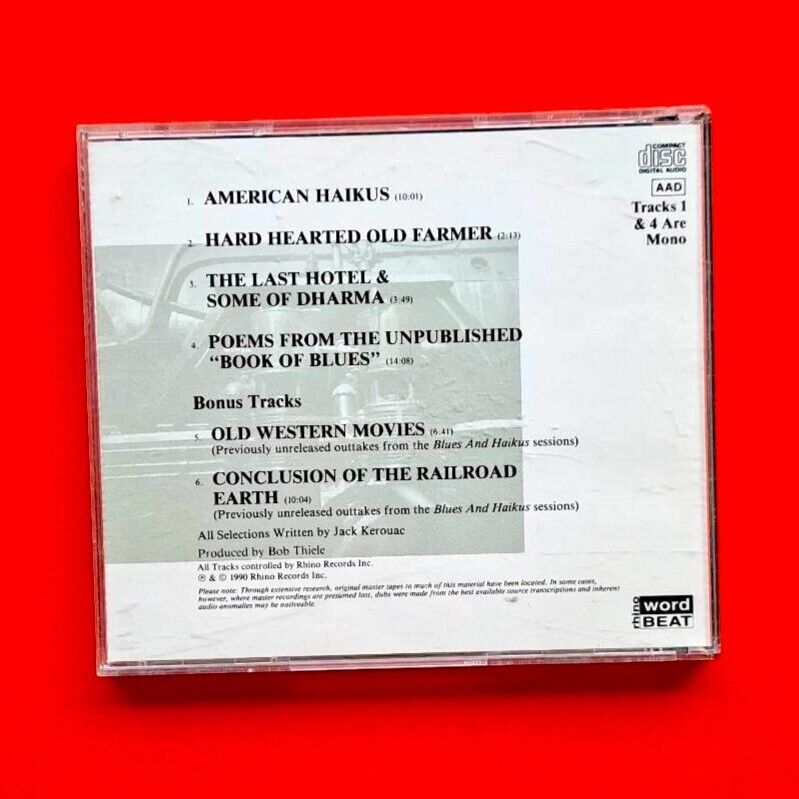 1. AMERICAN HAIKUS (10:01)
2. HARD HEARTED OLD FARMER (2:13)
3. THE LAST HOTEL &
SOME OF DHARMA (3:49)
4. POEMS FROM THE UNPUBLISHED
“BOOK OF BLUES” (14:08)
Bonus Tracks
5. OLD WESTERN MOVIES (6:41)
(Previously unreleased outtakes from the Blues And Haikus sessions)
6. CONCLUSION OF THE RAILROAD
EARTH (10:04)
(Previously unreleased outtakes from the Blues And Haikus sessions)
All Selections Written by Jack Kerouac
Produced by Bob Thiele
All Tracks controlled by Rhino Records Inc.
℗ & © 1990 Rhino Records Inc.
Please note: Through extensive research, original master tapes to much of this material have been located. In some cases,
however, where master recordings are presumed lost, dubs were made from the best available source transcriptions and inherent
audio anomalies may be noticeable.
COMPACT
disc
DIGITAL AUDIO
AAD
Tracks 1
& 4 Are
Mono
rhino
word
BEAT